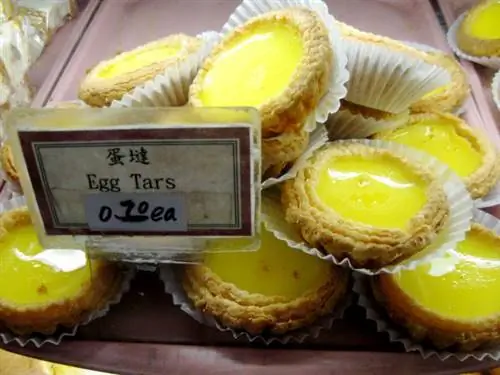 蛋撻
Egg Tars
0.70ea